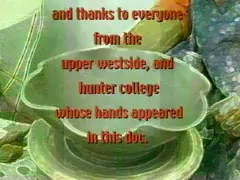 and thanks to everyone
from the
upper westside, and
hunter college
whose hands appeared
in this doc.